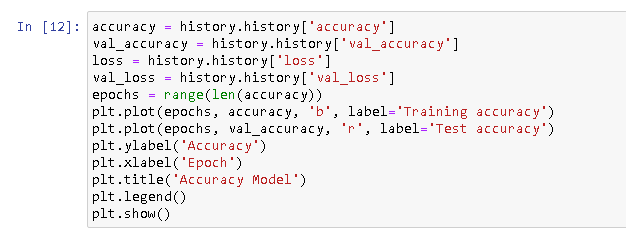 In [12]: accuracy = history.history['accuracy']
val_accuracy = history.history['val_accuracy']
loss = history.history['loss']
val_loss = history.history['val_loss']
epochs = range(len(accuracy))
plt.plot(epochs, accuracy, 'b', label='Training accuracy')
plt.plot(epochs, val_accuracy, 'r', label='Test accuracy')
plt.ylabel('Accuracy')
plt.xlabel('Epoch')
plt.title('Accuracy Model')
plt.legend()
plt.show()